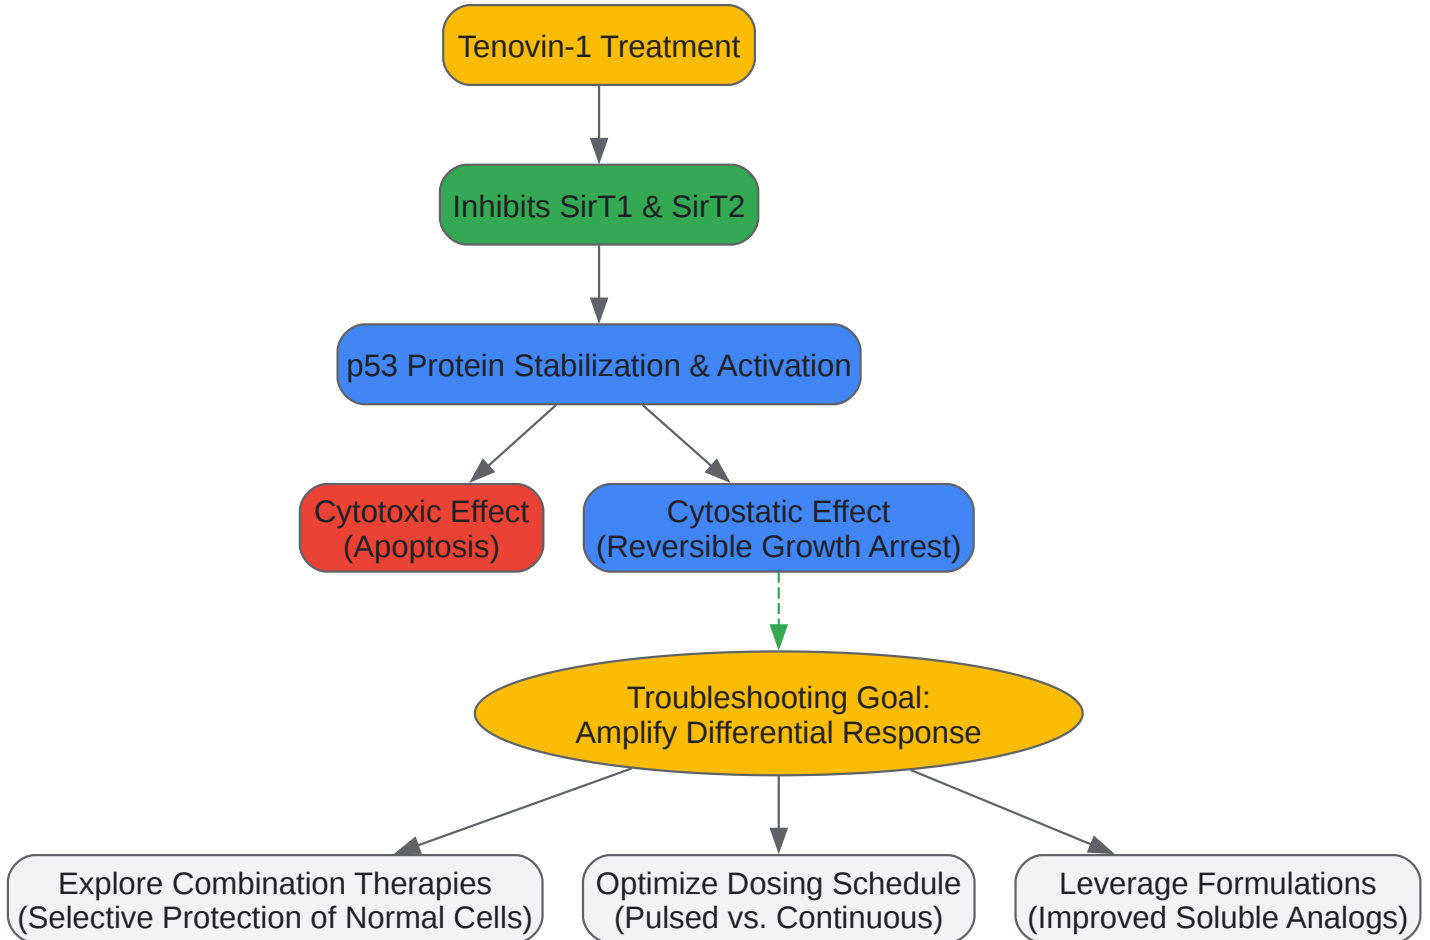 Tenovin-1 Treatment
Inhibits SirT1 & SirT2
p53 Protein Stabilization & Activation
Cytotoxic Effect
(Apoptosis)
Cytostatic Effect
(Reversible Growth Arrest)
Troubleshooting Goal:
Amplify Differential Response
Explore Combination Therapies
(Selective Protection of Normal Cells)
Optimize Dosing Schedule
(Pulsed vs. Continuous)
Leverage Formulations
(Improved Soluble Analogs)